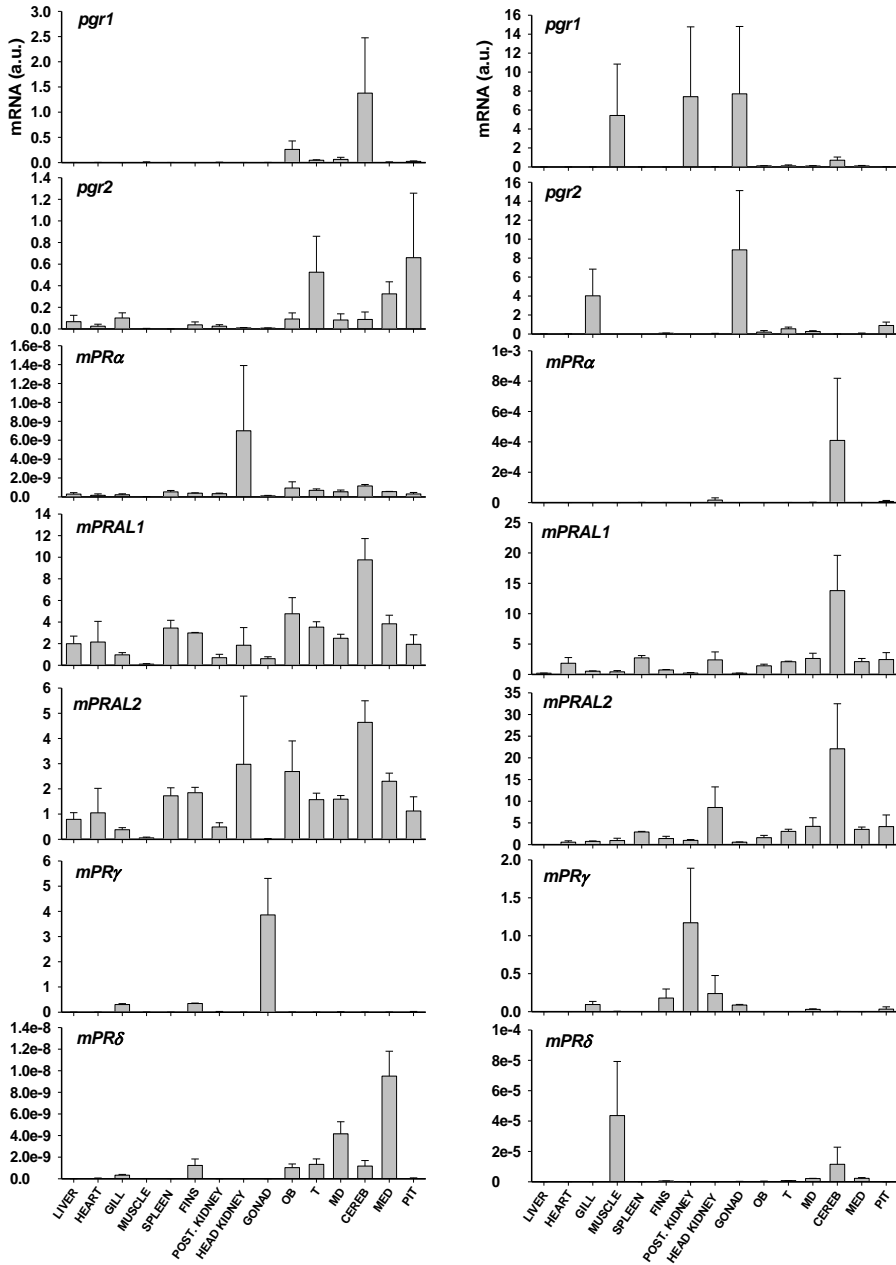 mRNA (a.u.)
pgr1
3.0
2.5
2.0
1.5
1.0
0.5
0.0
pgr2
1.4
1.2
1.0
0.8
0.6
0.4
0.2
0.0
mPRα
1.6e-8
1.4e-8
1.2e-8
1.0e-8
8.0e-9
6.0e-9
4.0e-9
2.0e-9
0.0
mPRAL1
14
12
10
8
6
4
2
0
mPRAL2
6
5
4
3
2
1
0
mPRγ
6
5
4
3
2
1
0
mPRδ
1.4e-8
1.2e-8
1.0e-8
8.0e-9
6.0e-9
4.0e-9
2.0e-9
0.0
LIVER
HEART
GILL
MUSCLE
SPLEEN
FINS
POST. KIDNEY
HEAD KIDNEY
GONAD
OB
T
MD
CEREB
MED
PIT
mRNA (a.u.)
pgr1
16
14
12
10
8
6
4
2
0
pgr2
16
14
12
10
8
6
4
2
0
mPRα
1e-3
8e-4
6e-4
4e-4
2e-4
0
mPRAL1
25
20
15
10
5
0
mPRAL2
35
30
25
20
15
10
5
0
mPRγ
2.0
1.5
1.0
0.5
0.0
mPRδ
1e-4
8e-5
6e-5
4e-5
2e-5
0
LIVER
HEART
GILL
MUSCLE
SPLEEN
FINS
POST. KIDNEY
HEAD KIDNEY
GONAD
OB
T
MD
CEREB
MED
PIT